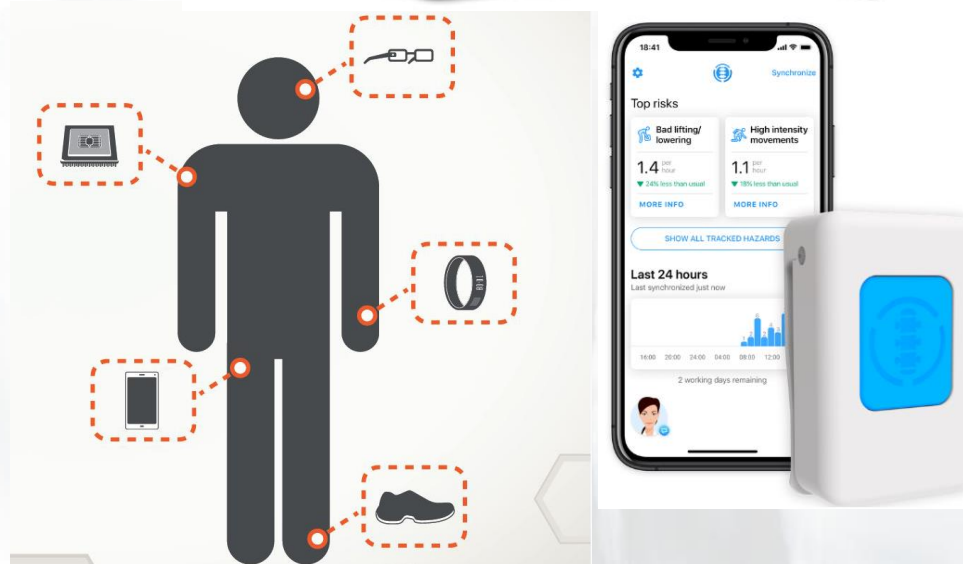 18:41
Synchronize
Top risks
Bad lifting/
lowering
1.4 per
hour
24% less than usual
MORE INFO
High intensity
movements
1.1 per
hour
18% less than usual
MORE INFO
SHOW ALL TRACKED HAZARDS
Last 24 hours
Last synchronized just now
16:00 20:00 24:00 04:00 08:00 12:00
2 working days remaining